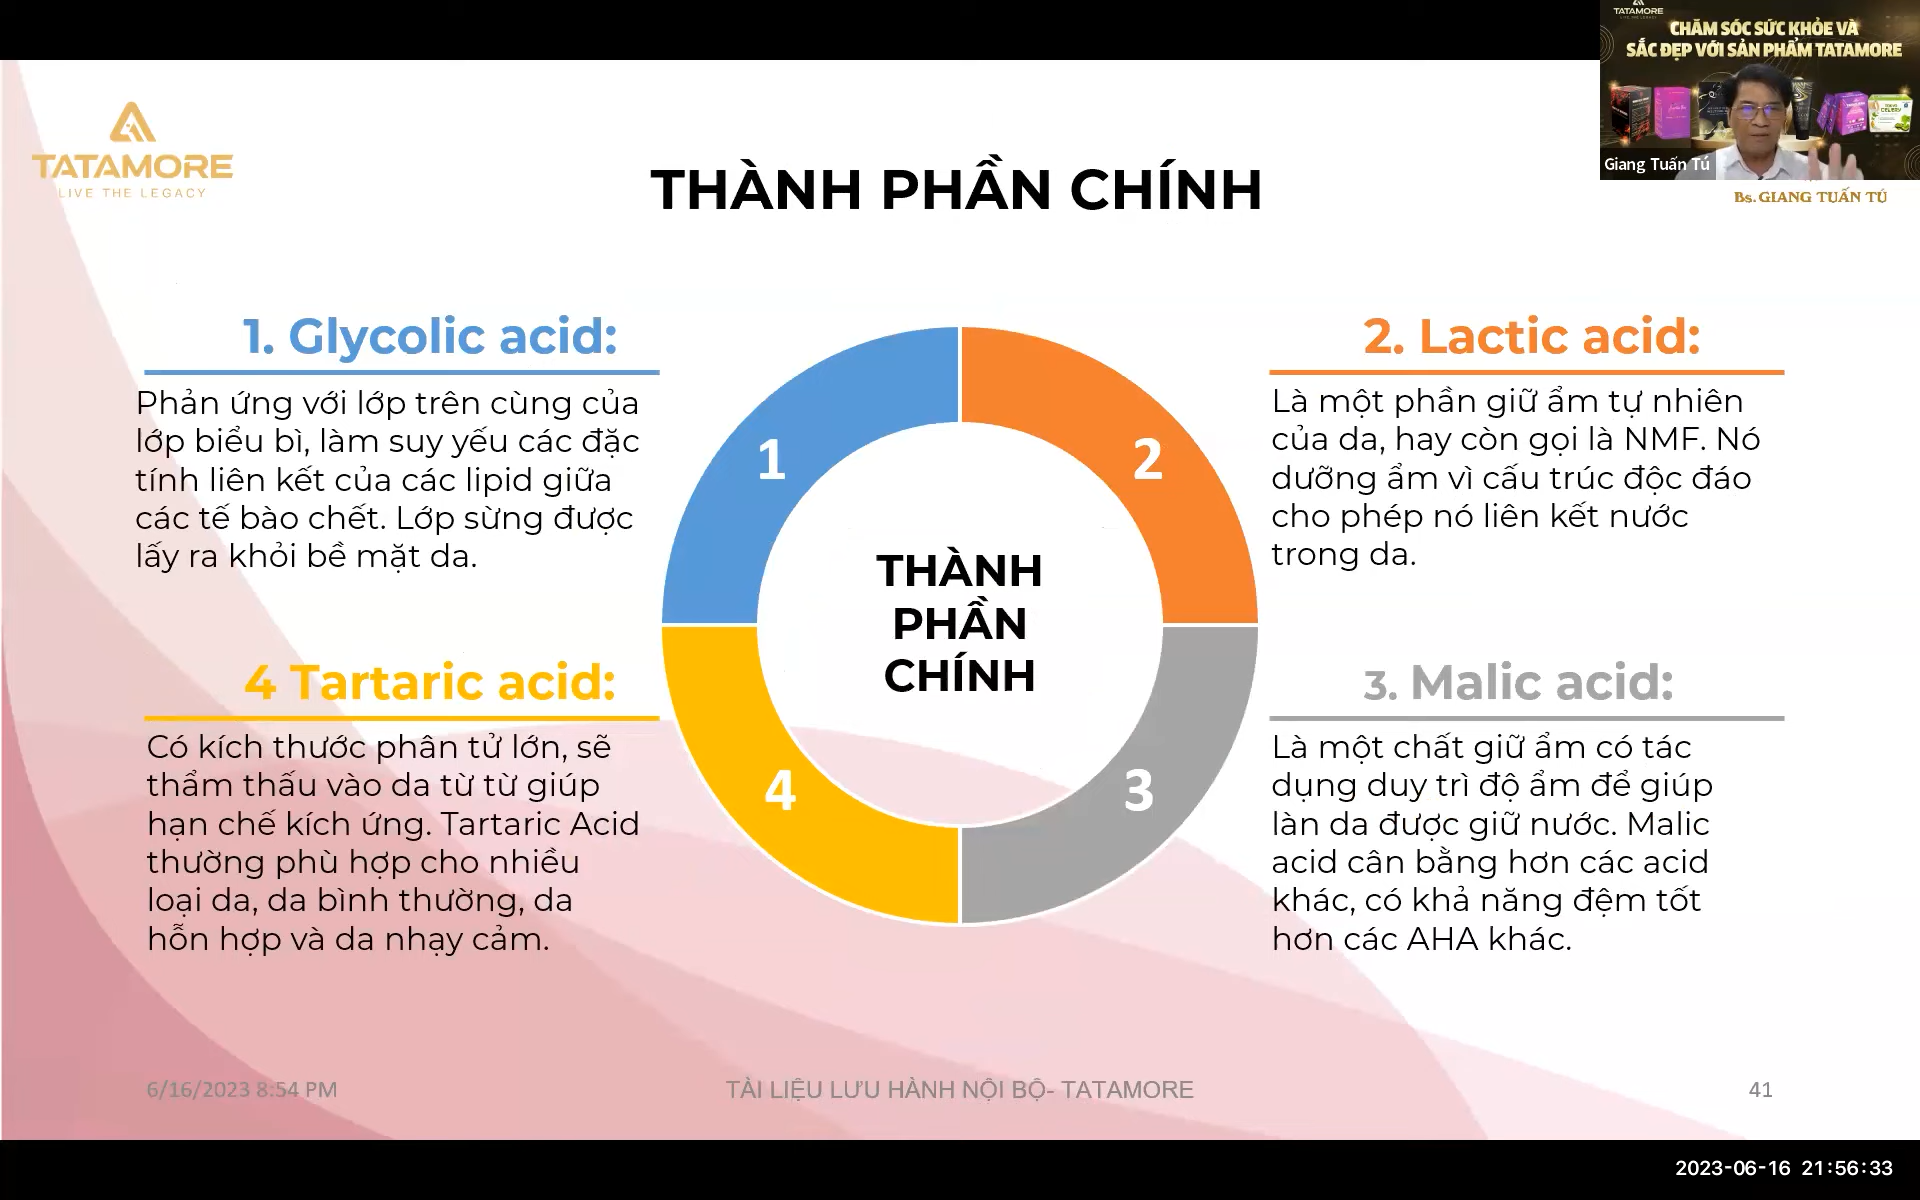 TATAMORE
LIVE THE LEGACY
TATAMORE
CHĂM SÓC SỨC KHỎE VÀ
SẮC ĐẸP VỚI SẢN PHẨM TATAMORE
Giang Tuấn Tú
Bs. GIANG TUẤN TÚ
THÀNH PHẦN CHÍNH
1. Glycolic acid:
Phản ứng với lớp trên cùng của
lớp biểu bì, làm suy yếu các đặc
tính liên kết của các lipid giữa
các tế bào chết. Lớp sừng được
lấy ra khỏi bề mặt da.
2. Lactic acid:
Là một phần giữ ẩm tự nhiên
của da, hay còn gọi là NMF. Nó
dưỡng ẩm vì cấu trúc độc đáo
cho phép nó liên kết nước
trong da.
1
2
THÀNH
PHẦN
CHÍNH
4
3
4 Tartaric acid:
Có kích thước phân tử lớn, sẽ
thẩm thấu vào da từ từ giúp
hạn chế kích ứng. Tartaric Acid
thường phù hợp cho nhiều
loại da, da bình thường, da
hỗn hợp và da nhạy cảm.
3. Malic acid:
Là một chất giữ ẩm có tác
dụng duy trì độ ẩm để giúp
làn da được giữ nước. Malic
acid cân bằng hơn các acid
khác, có khả năng đệm tốt
hơn các AHA khác.
6/16/2023 8:54 PM
TÀI LIỆU LƯU HÀNH NỘI BỘ- TATAMORE
41
2023-06-16 21:56:33